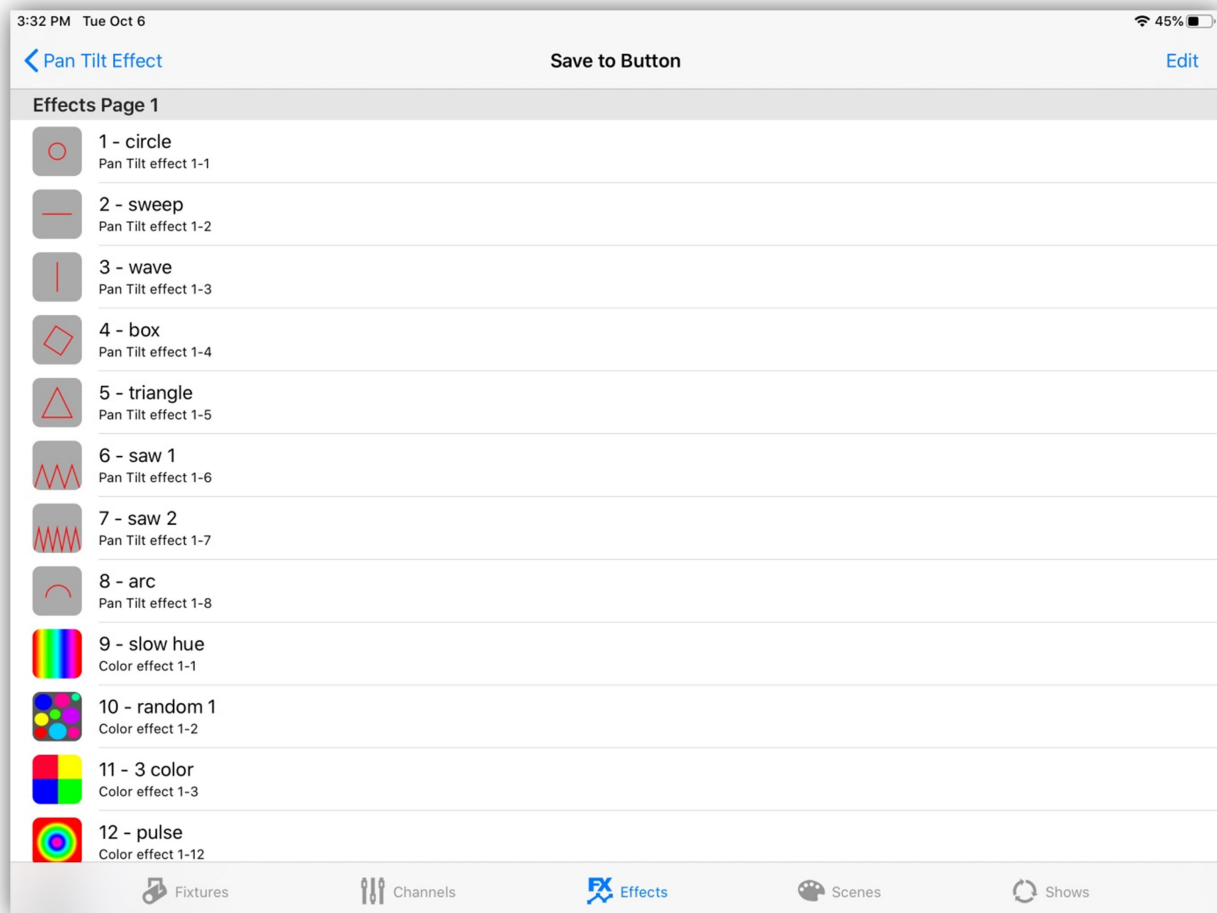 3:32 PM Tue Oct 6 45%
Pan Tilt Effect Save to Button Edit
Effects Page 1
1 - circle
Pan Tilt effect 1-1
2 - sweep
Pan Tilt effect 1-2
3 - wave
Pan Tilt effect 1-3
4 - box
Pan Tilt effect 1-4
5 - triangle
Pan Tilt effect 1-5
6 - saw 1
Pan Tilt effect 1-6
7 - saw 2
Pan Tilt effect 1-7
8 - arc
Pan Tilt effect 1-8
9 - slow hue
Color effect 1-1
10 - random 1
Color effect 1-2
11 - 3 color
Color effect 1-3
12 - pulse
Color effect 1-12
Fixtures Channels FX Effects Scenes Shows